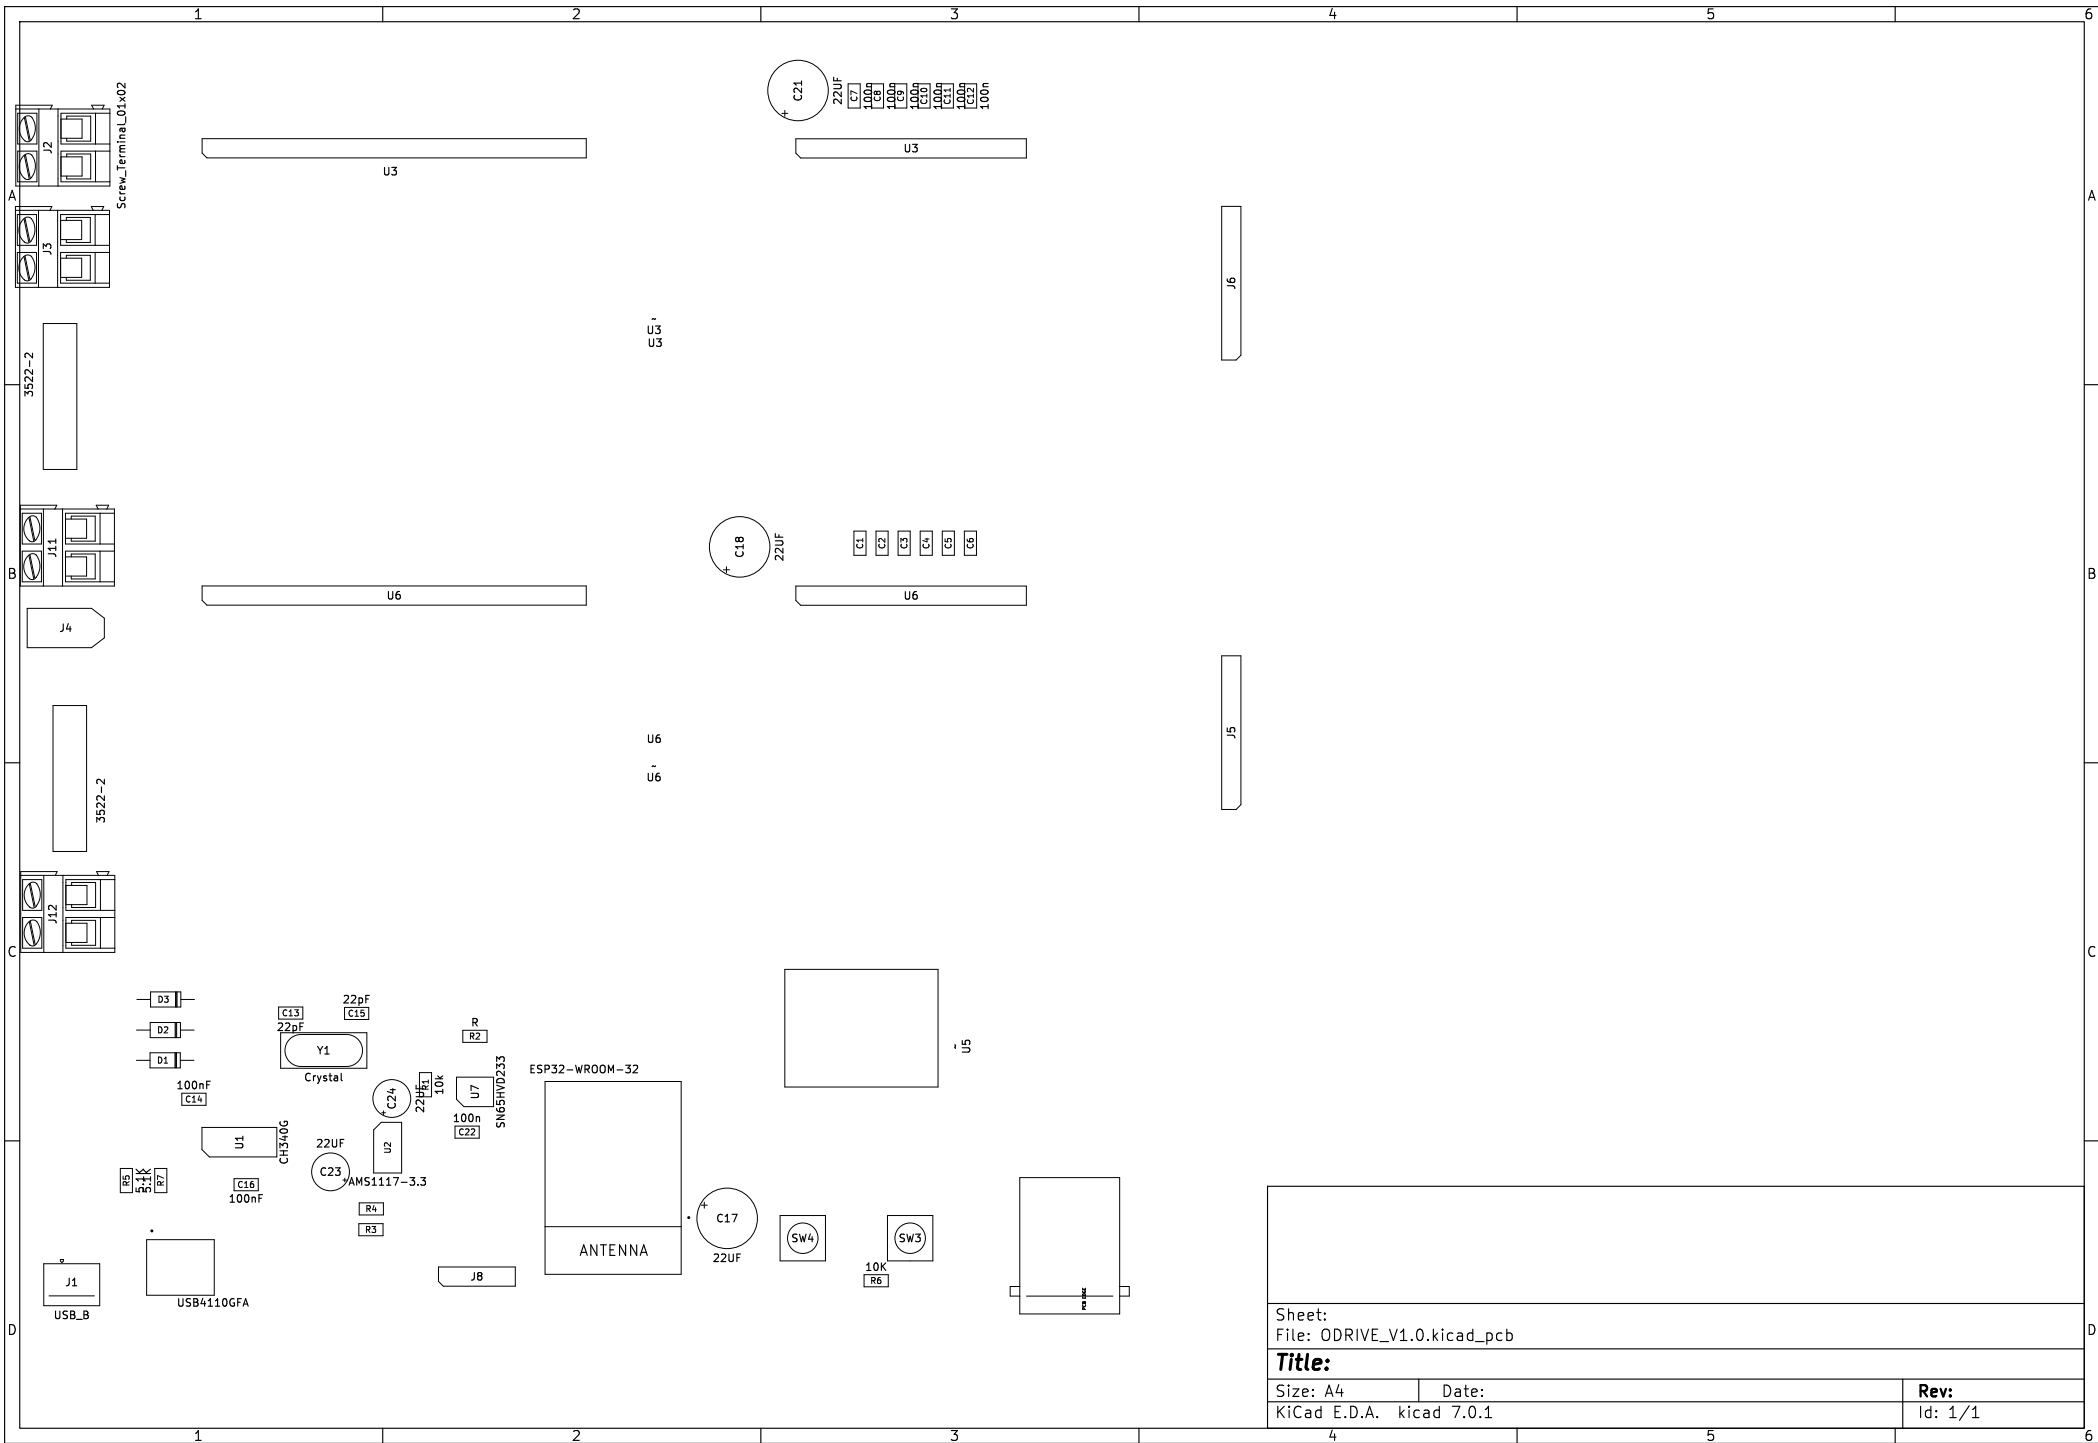 1 2 3 4 5 6
C21
22UF
C7
100n
C8
100n
C9
100n
C10
100n
C11
100n
C12
100n
Screw_Terminal_01x02
J2
U3
U3
A
A
J3
J6
~
U3
U3
3522-2
J11
C18
22UF
C1
C2
C3
C4
C5
C6
B
B
U6
U6
J4
U6
~
U6
J5
3522-2
J12
C
C
D3
D2
D1
22pF
C13
C15
22pF
Y1
Crystal
R
R2
~
U5
ESP32-WROOM-32
100nF
C14
C24
22UF
R1
10k
U7
SN65HVD233
100n
C22
U1
CH340G
22UF
C23
U2
AMS1117-3.3
R5
5.1K
5.1K
R7
C16
100nF
R4
R3
C17
22UF
SW4
SW3
10K
R6
ANTENNA
J8
J1
USB_B
USB4110GFA
PCB EDGE
D
D
Sheet:
File: ODRIVE_V1.0.kicad_pcb
Title:
Size: A4 Date: Rev:
KiCad E.D.A. kicad 7.0.1 Id: 1/1
1 2 3 4 5 6